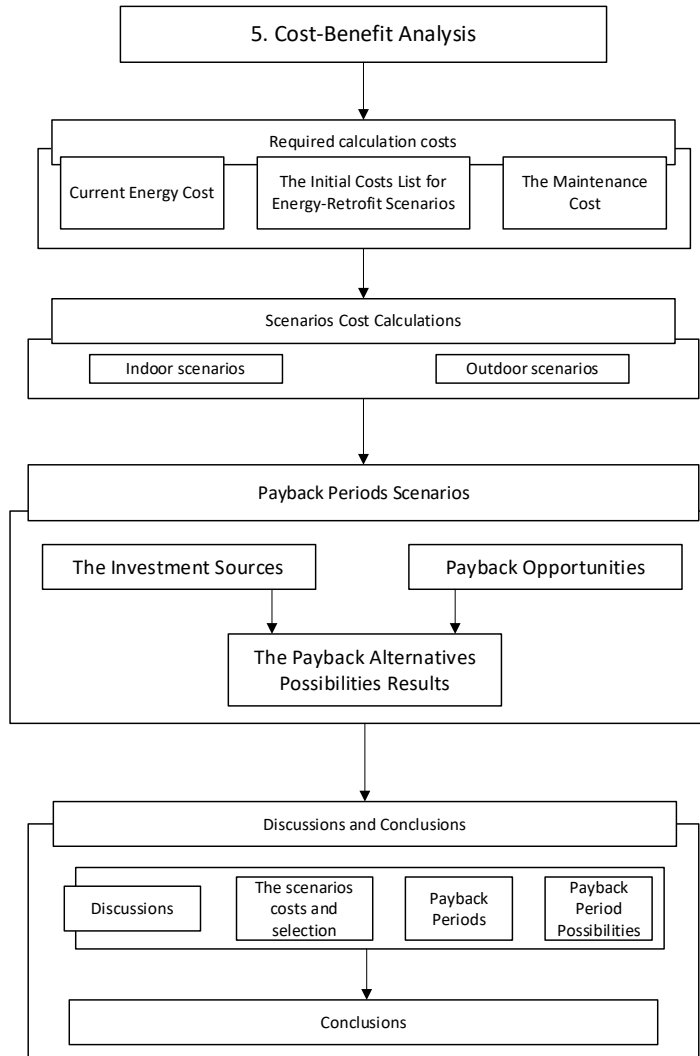 5. Cost-Benefit Analysis
Required calculation costs
Current Energy Cost
The Initial Costs List for
Energy-Retrofit Scenarios
The Maintenance
Cost
Scenarios Cost Calculations
Indoor scenarios
Outdoor scenarios
Payback Periods Scenarios
The Investment Sources
Payback Opportunities
The Payback Alternatives
Possibilities Results
Discussions and Conclusions
Discussions
The scenarios
costs and
selection
Payback
Periods
Payback
Period
Possibilities
Conclusions